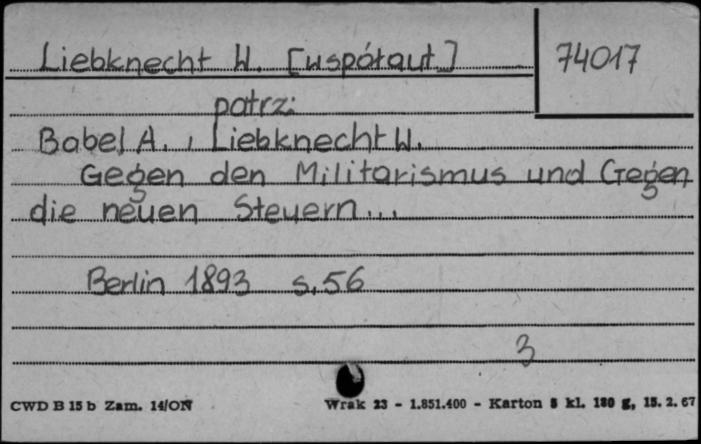 Liebknecht W. [współaut.]
74017
patrz:
Babel A., Liebknecht W.
Gegen den Militarismus und Gegen
die neuen Steuern...
Berlin 1893 s. 56
3
CWD B 15 b Zam. 14/ON Wrak 23 - 1.851.400 - Karton 5 kl. 180 g, 15. 2. 67